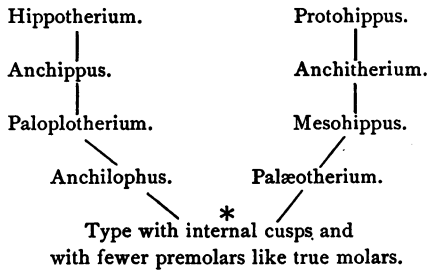 Hippotherium. Protohippus.
Anchippus. Anchitherium.
Paloplotherium. Mesohippus.
Anchilophus. Palæotherium.
*
Type with internal cusps and
with fewer premolars like true molars.